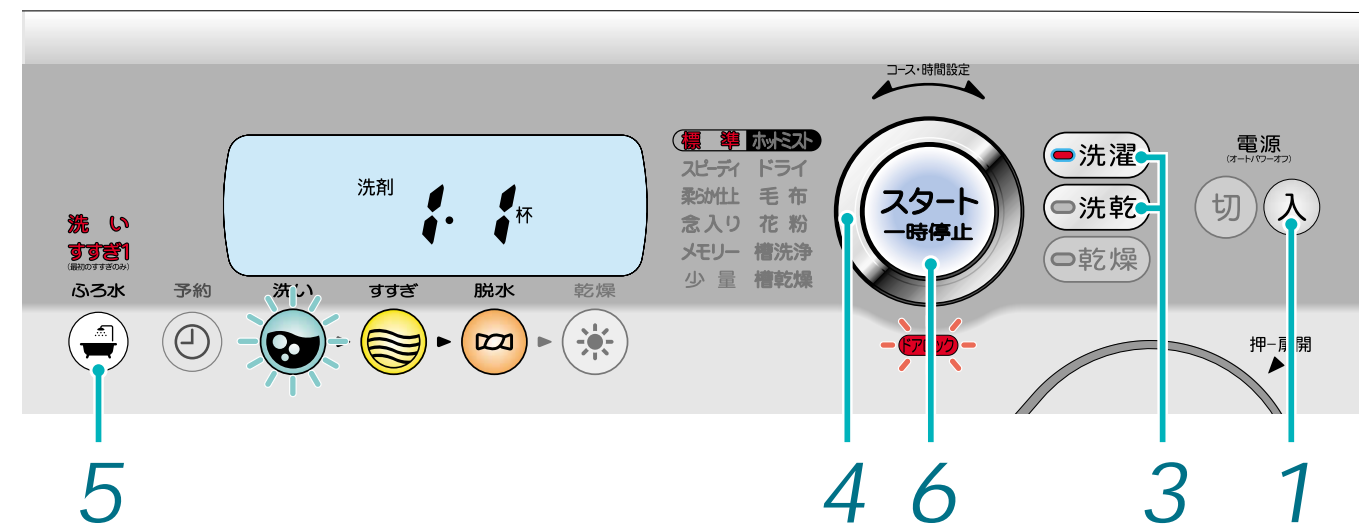 コース・時間設定
標準 ホットミスト
スピーディ ドライ
柔らか仕上 毛布
念入り 花粉
メモリー 槽洗浄
少量 槽乾燥
スタート
一時停止
ドアロック
洗濯
洗乾
乾燥
電源
(オートパワーオフ)
切 入
押-扉開
洗剤 1.1 杯
洗い
すすぎ1
(最初のすすぎのみ)
ふろ水 予約 洗い すすぎ 脱水 乾燥
5 4 6 3 1